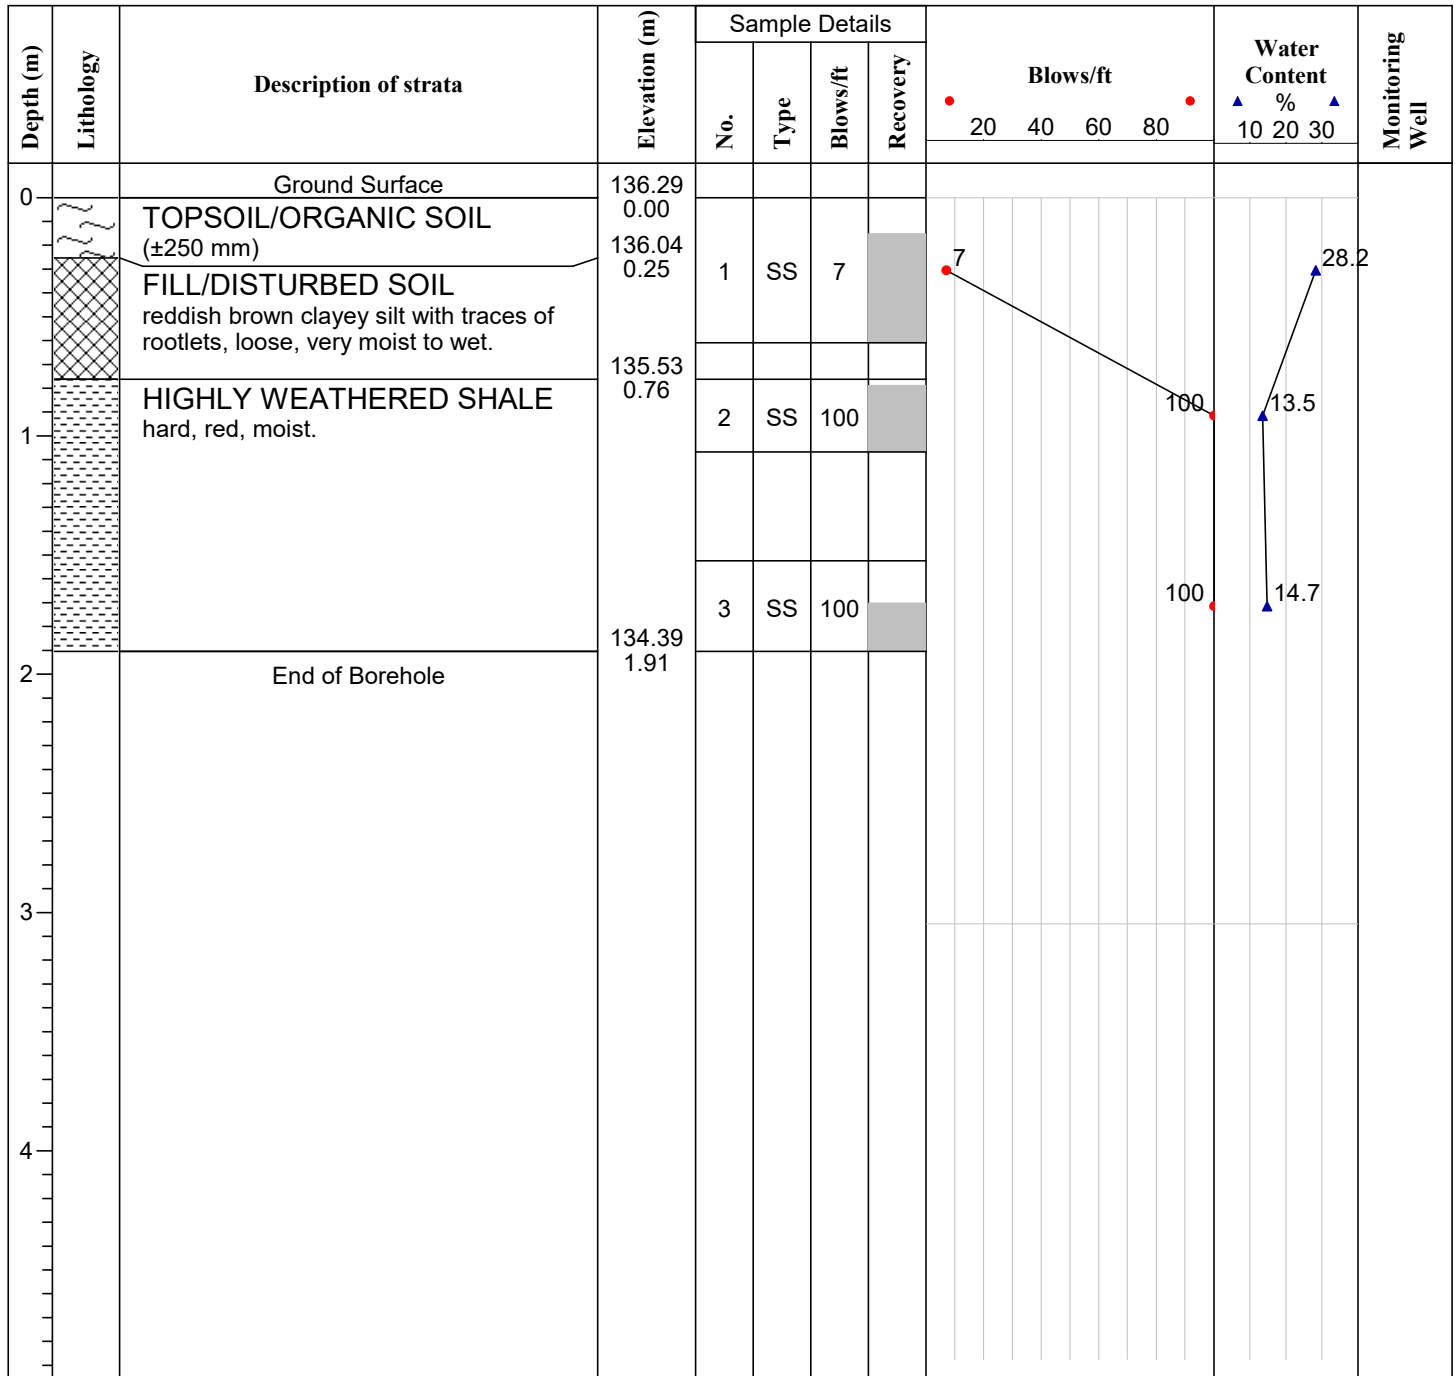 Depth (m)
Lithology
Description of strata
Elevation (m)
Sample Details
No.
Type
Blows/ft
Recovery
Blows/ft
20 40 60 80
Water
Content
%
10 20 30
Monitoring
Well
Ground Surface
136.29
0
0.00
TOPSOIL/ORGANIC SOIL
(±250 mm)
136.04
0.25
1 SS 7
7
28.2
FILL/DISTURBED SOIL
reddish brown clayey silt with traces of
rootlets, loose, very moist to wet.
135.53
0.76
HIGHLY WEATHERED SHALE
hard, red, moist.
2 SS 100
100
13.5
1
3 SS 100
100
14.7
134.39
1.91
End of Borehole
2
3
4